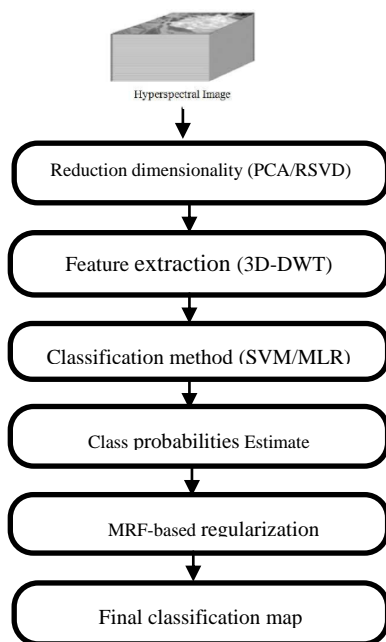 Hyperspectral Image
Reduction dimensionality (PCA/RSVD)
Feature extraction (3D-DWT)
Classification method (SVM/MLR)
Class probabilities Estimate
MRF-based regularization
Final classification map